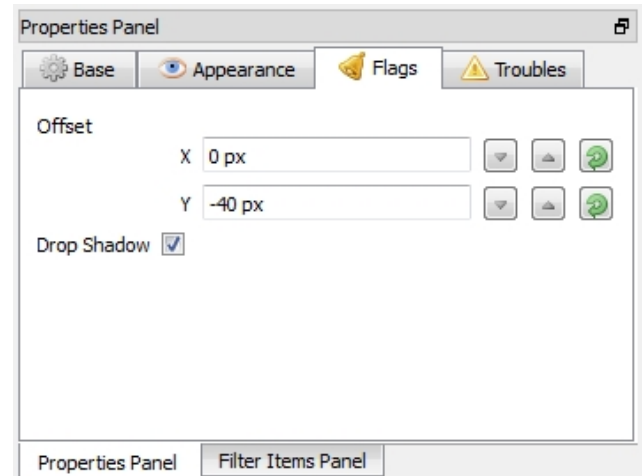 Properties Panel
Base Appearance Flags Troubles
Offset
X 0 px
Y -40 px
Drop Shadow
Properties Panel Filter Items Panel